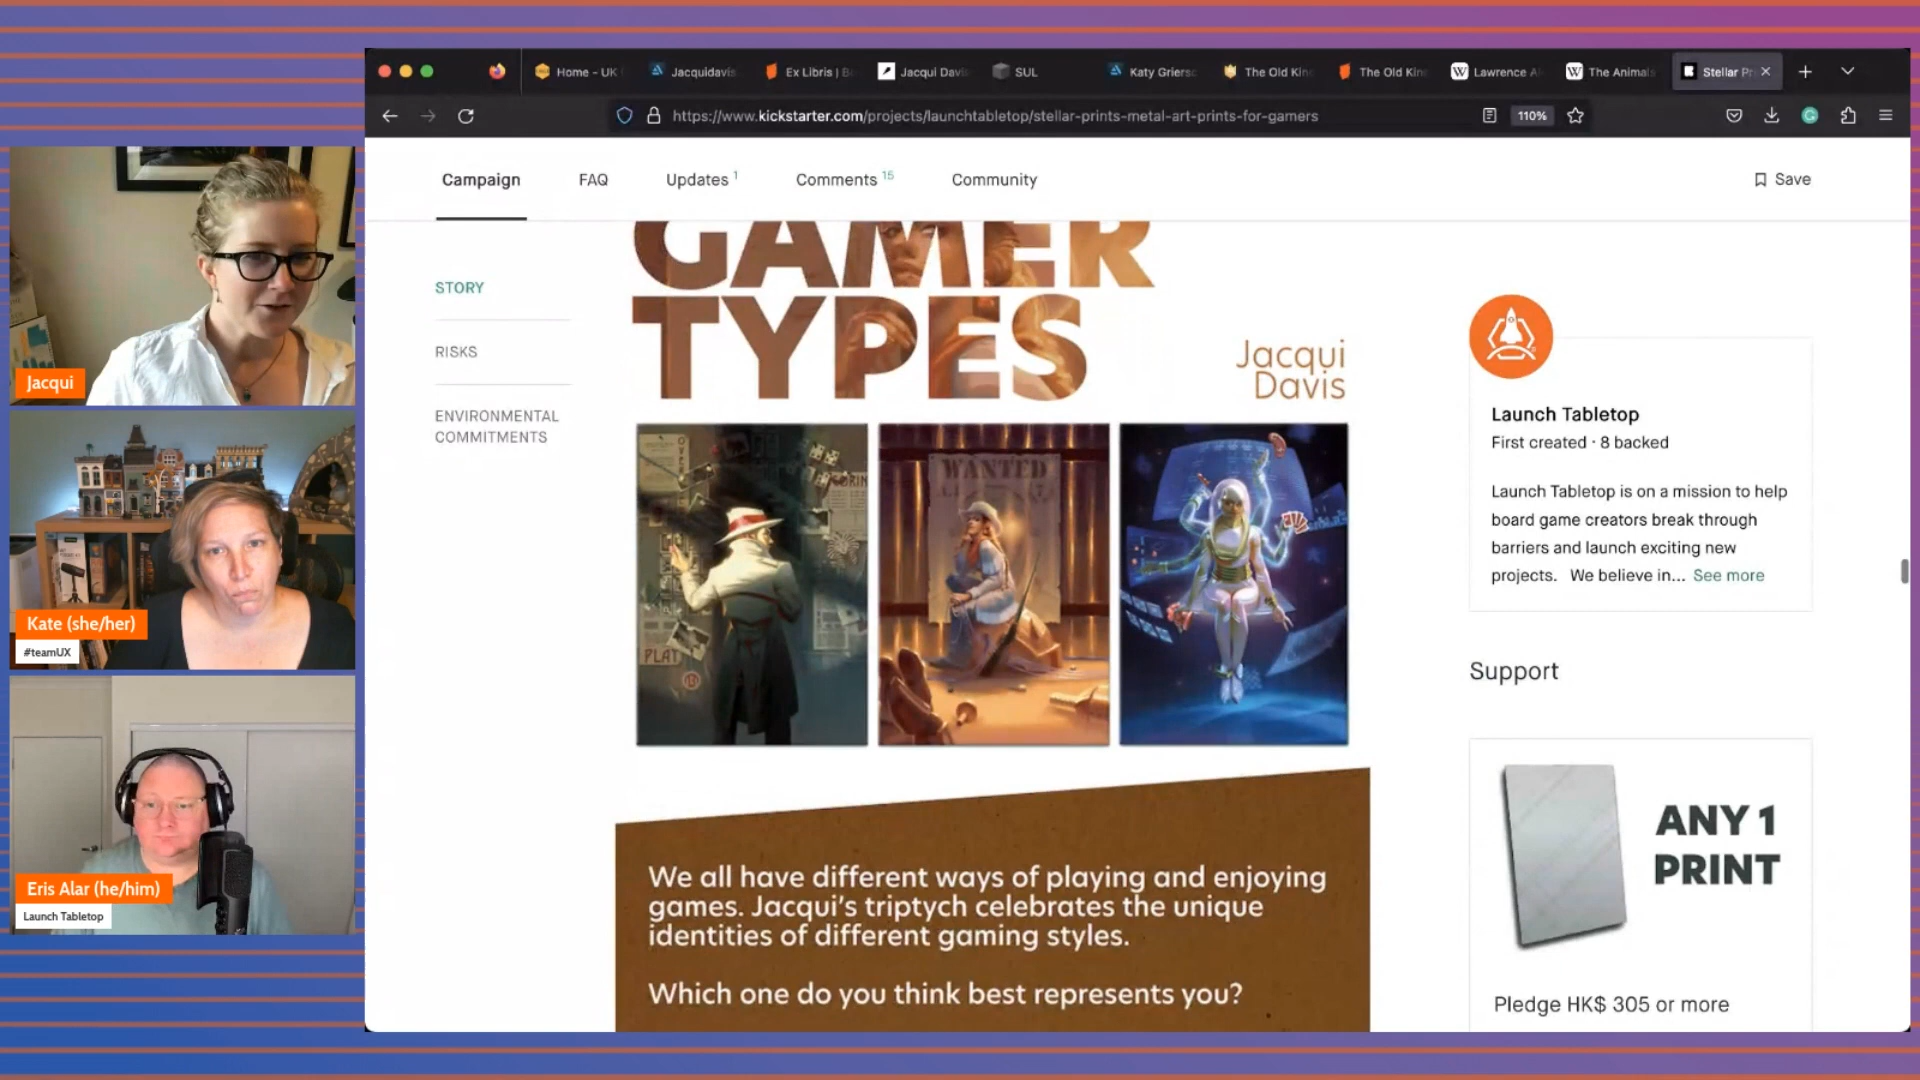 Home - UK
Jacquidavis
Ex Libris | B
Jacqui Davis
SUL
Katy Grierso
The Old Kin
The Old Kin
Lawrence Al
The Animals
Stellar Pr
https://www.kickstarter.com/projects/launchtabletop/stellar-prints-metal-art-prints-for-gamers
110%
Campaign
FAQ
Updates 1
Comments 15
Community
Save
STORY
RISKS
ENVIRONMENTAL
COMMITMENTS
GAMER
TYPES
Jacqui
Davis
WANTED
PLAT
We all have different ways of playing and enjoying
games. Jacqui's triptych celebrates the unique
identities of different gaming styles.
Which one do you think best represents you?
Launch Tabletop
First created · 8 backed
Launch Tabletop is on a mission to help
board game creators break through
barriers and launch exciting new
projects. We believe in... See more
Support
ANY 1
PRINT
Pledge HK$ 305 or more
Jacqui
Kate (she/her)
#teamUX
Eris Alar (he/him)
Launch Tabletop